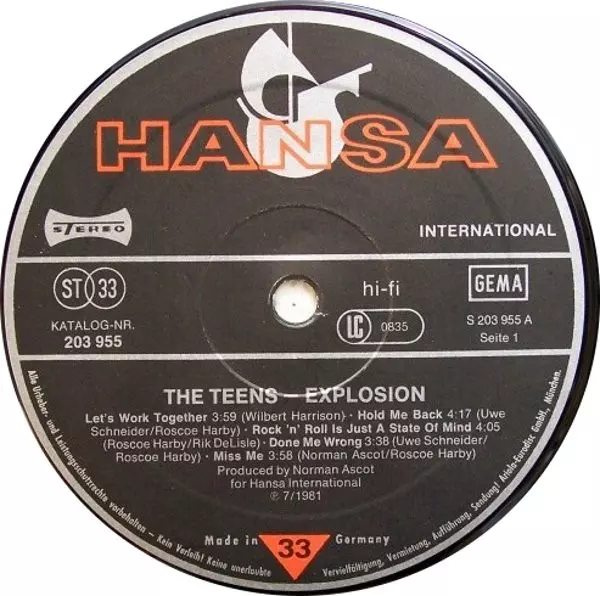 HANSA
STEREO
INTERNATIONAL
ST 33
hi-fi
GEMA
KATALOG-NR.
203 955
LC 0835
S 203 955 A
Seite 1
THE TEENS – EXPLOSION
Let's Work Together 3:59 (Wilbert Harrison) · Hold Me Back 4:17 (Uwe
Schneider/Roscoe Harby) · Rock 'n' Roll Is Just A State Of Mind 4:05
(Roscoe Harby/Rik DeLisle) · Done Me Wrong 3:38 (Uwe Schneider/
Roscoe Harby) · Miss Me 3:58 (Norman Ascot/Roscoe Harby)
Produced by Norman Ascot
for Hansa International
℗ 7/1981
Made in 33 Germany
Alle Urheber- und Leistungsschutzrechte vorbehalten – Kein Verleih! Keine unerlaubte Vervielfältigung, Vermietung, Aufführung, Sendung! Ariola-Eurodisc GmbH, München.